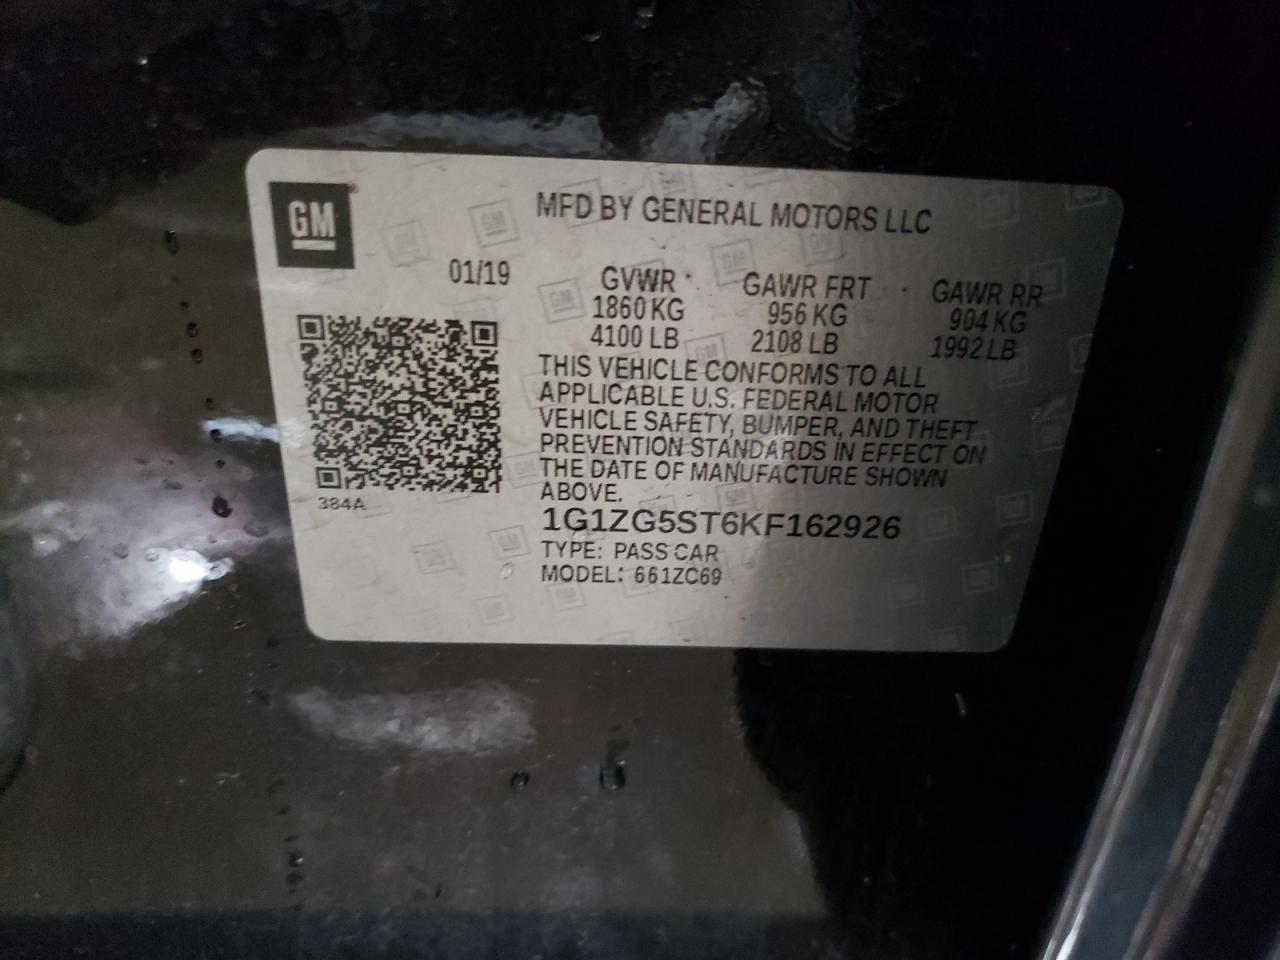 GM
MFD BY GENERAL MOTORS LLC
01/19
GVWR GAWR FRT GAWR RR
1860 KG 956 KG 904 KG
4100 LB 2108 LB 1992 LB
THIS VEHICLE CONFORMS TO ALL
APPLICABLE U.S. FEDERAL MOTOR
VEHICLE SAFETY, BUMPER, AND THEFT
PREVENTION STANDARDS IN EFFECT ON
THE DATE OF MANUFACTURE SHOWN
ABOVE.
384A
1G1ZG5ST6KF162926
TYPE: PASS CAR
MODEL: 661ZC69